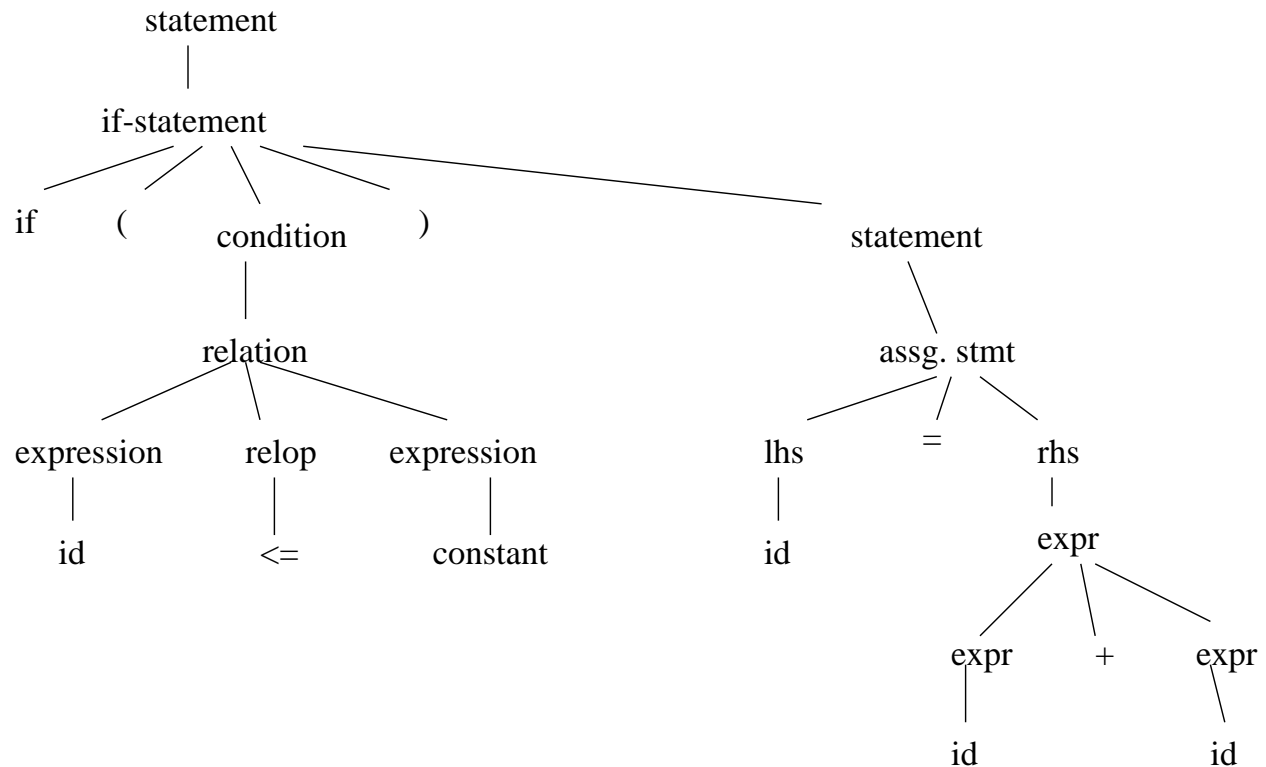 statement
if-statement
if ( condition ) statement
relation assg. stmt
expression relop expression lhs = rhs
id <= constant id expr
expr + expr
id id